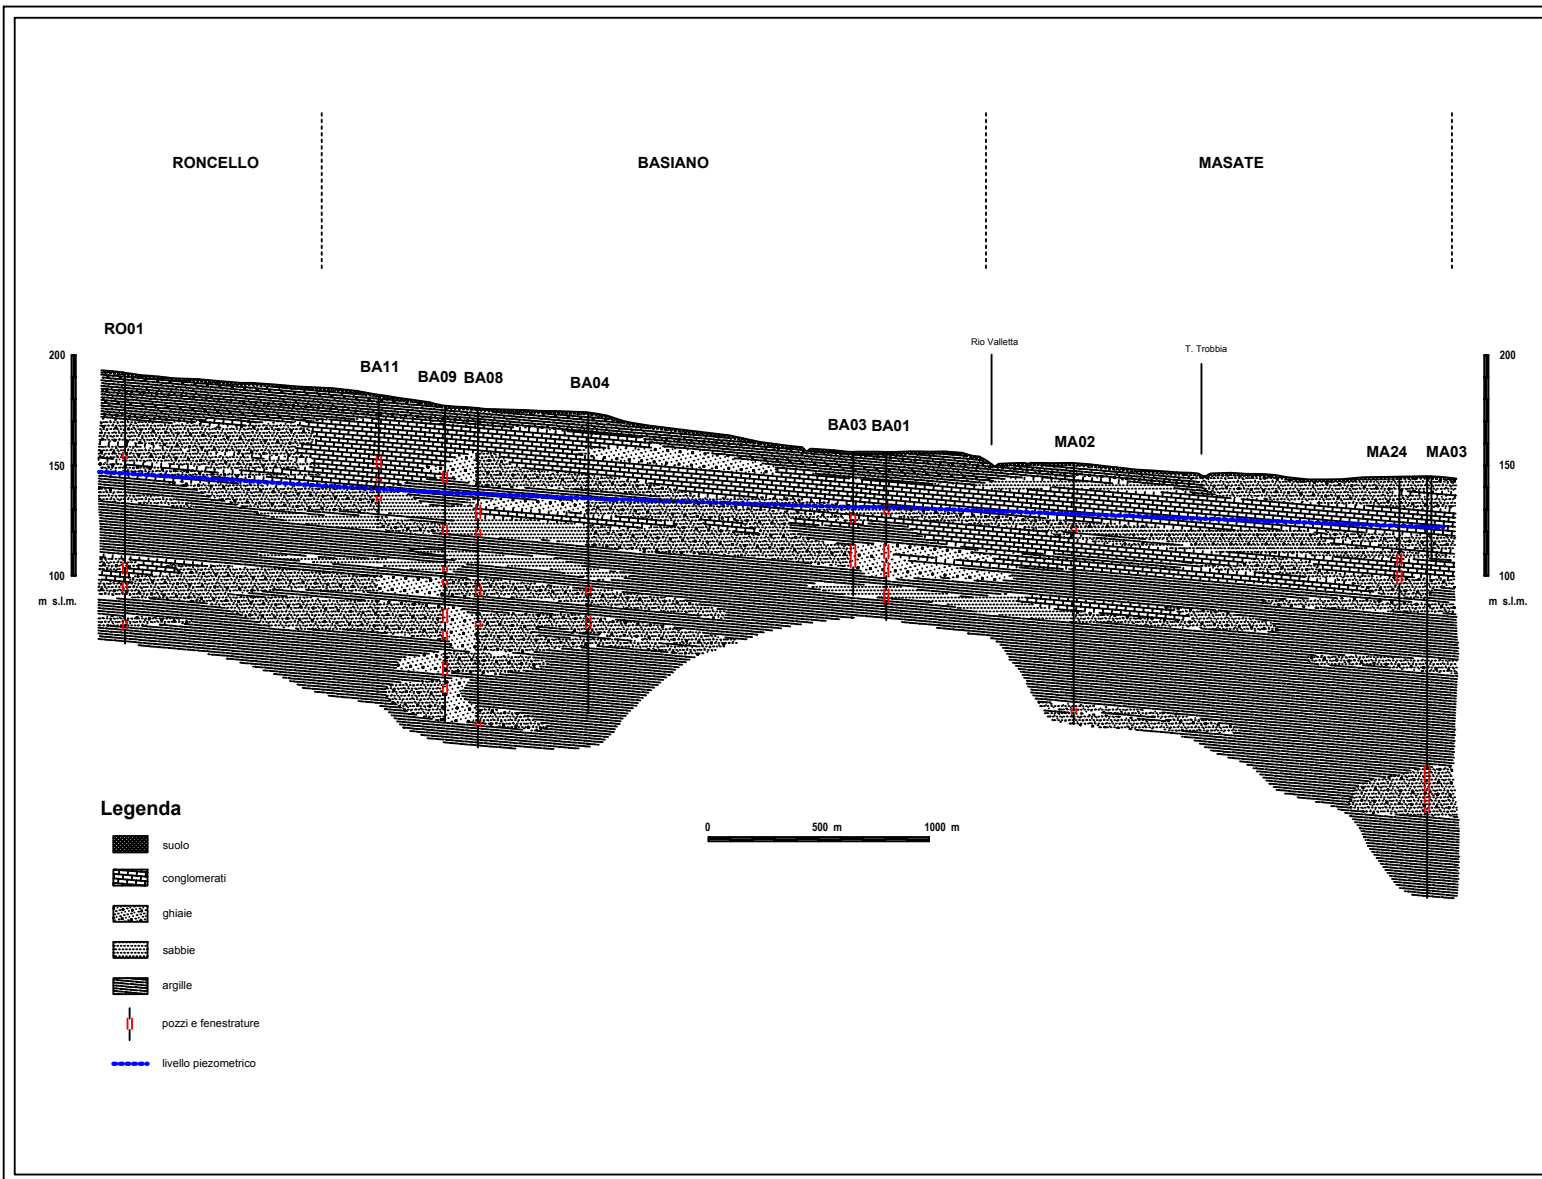 RONCELLO
BASIANO
MASATE
RO01
BA11
BA09
BA08
BA04
BA03
BA01
Rio Valletta
MA02
T. Trobbia
MA24
MA03
200
150
100
m s.l.m.
200
150
100
m s.l.m.
0 500 m 1000 m
Legenda
suolo
conglomerati
ghiaie
sabbie
argille
pozzi e fenestrature
livello piezometrico